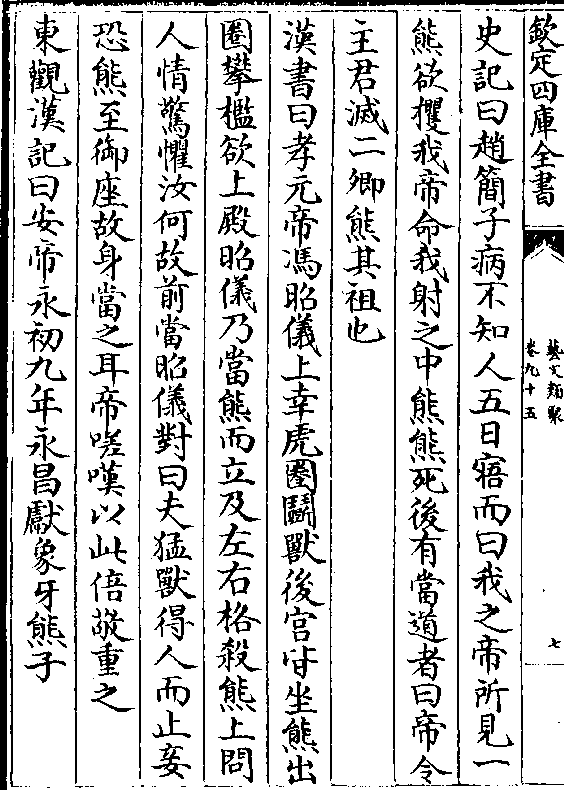 欽定四庫全書
藝文類聚
卷九十五
七
史記曰趙簡子病不知人五日寤而曰我之帝所見一
熊欲攫我帝命我射之中熊熊死後有當道者曰帝令
主君滅二卿熊其祖也
漢書曰孝元帝馮昭儀上幸虎圈鬭獸後宮皆坐熊出
圈攀檻欲上殿昭儀乃當熊而立及左右格殺熊上問
人情驚懼汝何故前當昭儀對曰夫猛獸得人而止妾
恐熊至御座故身當之耳帝嗟嘆以此倍敬重之
東觀漢記曰安帝永初九年永昌獻象牙熊子